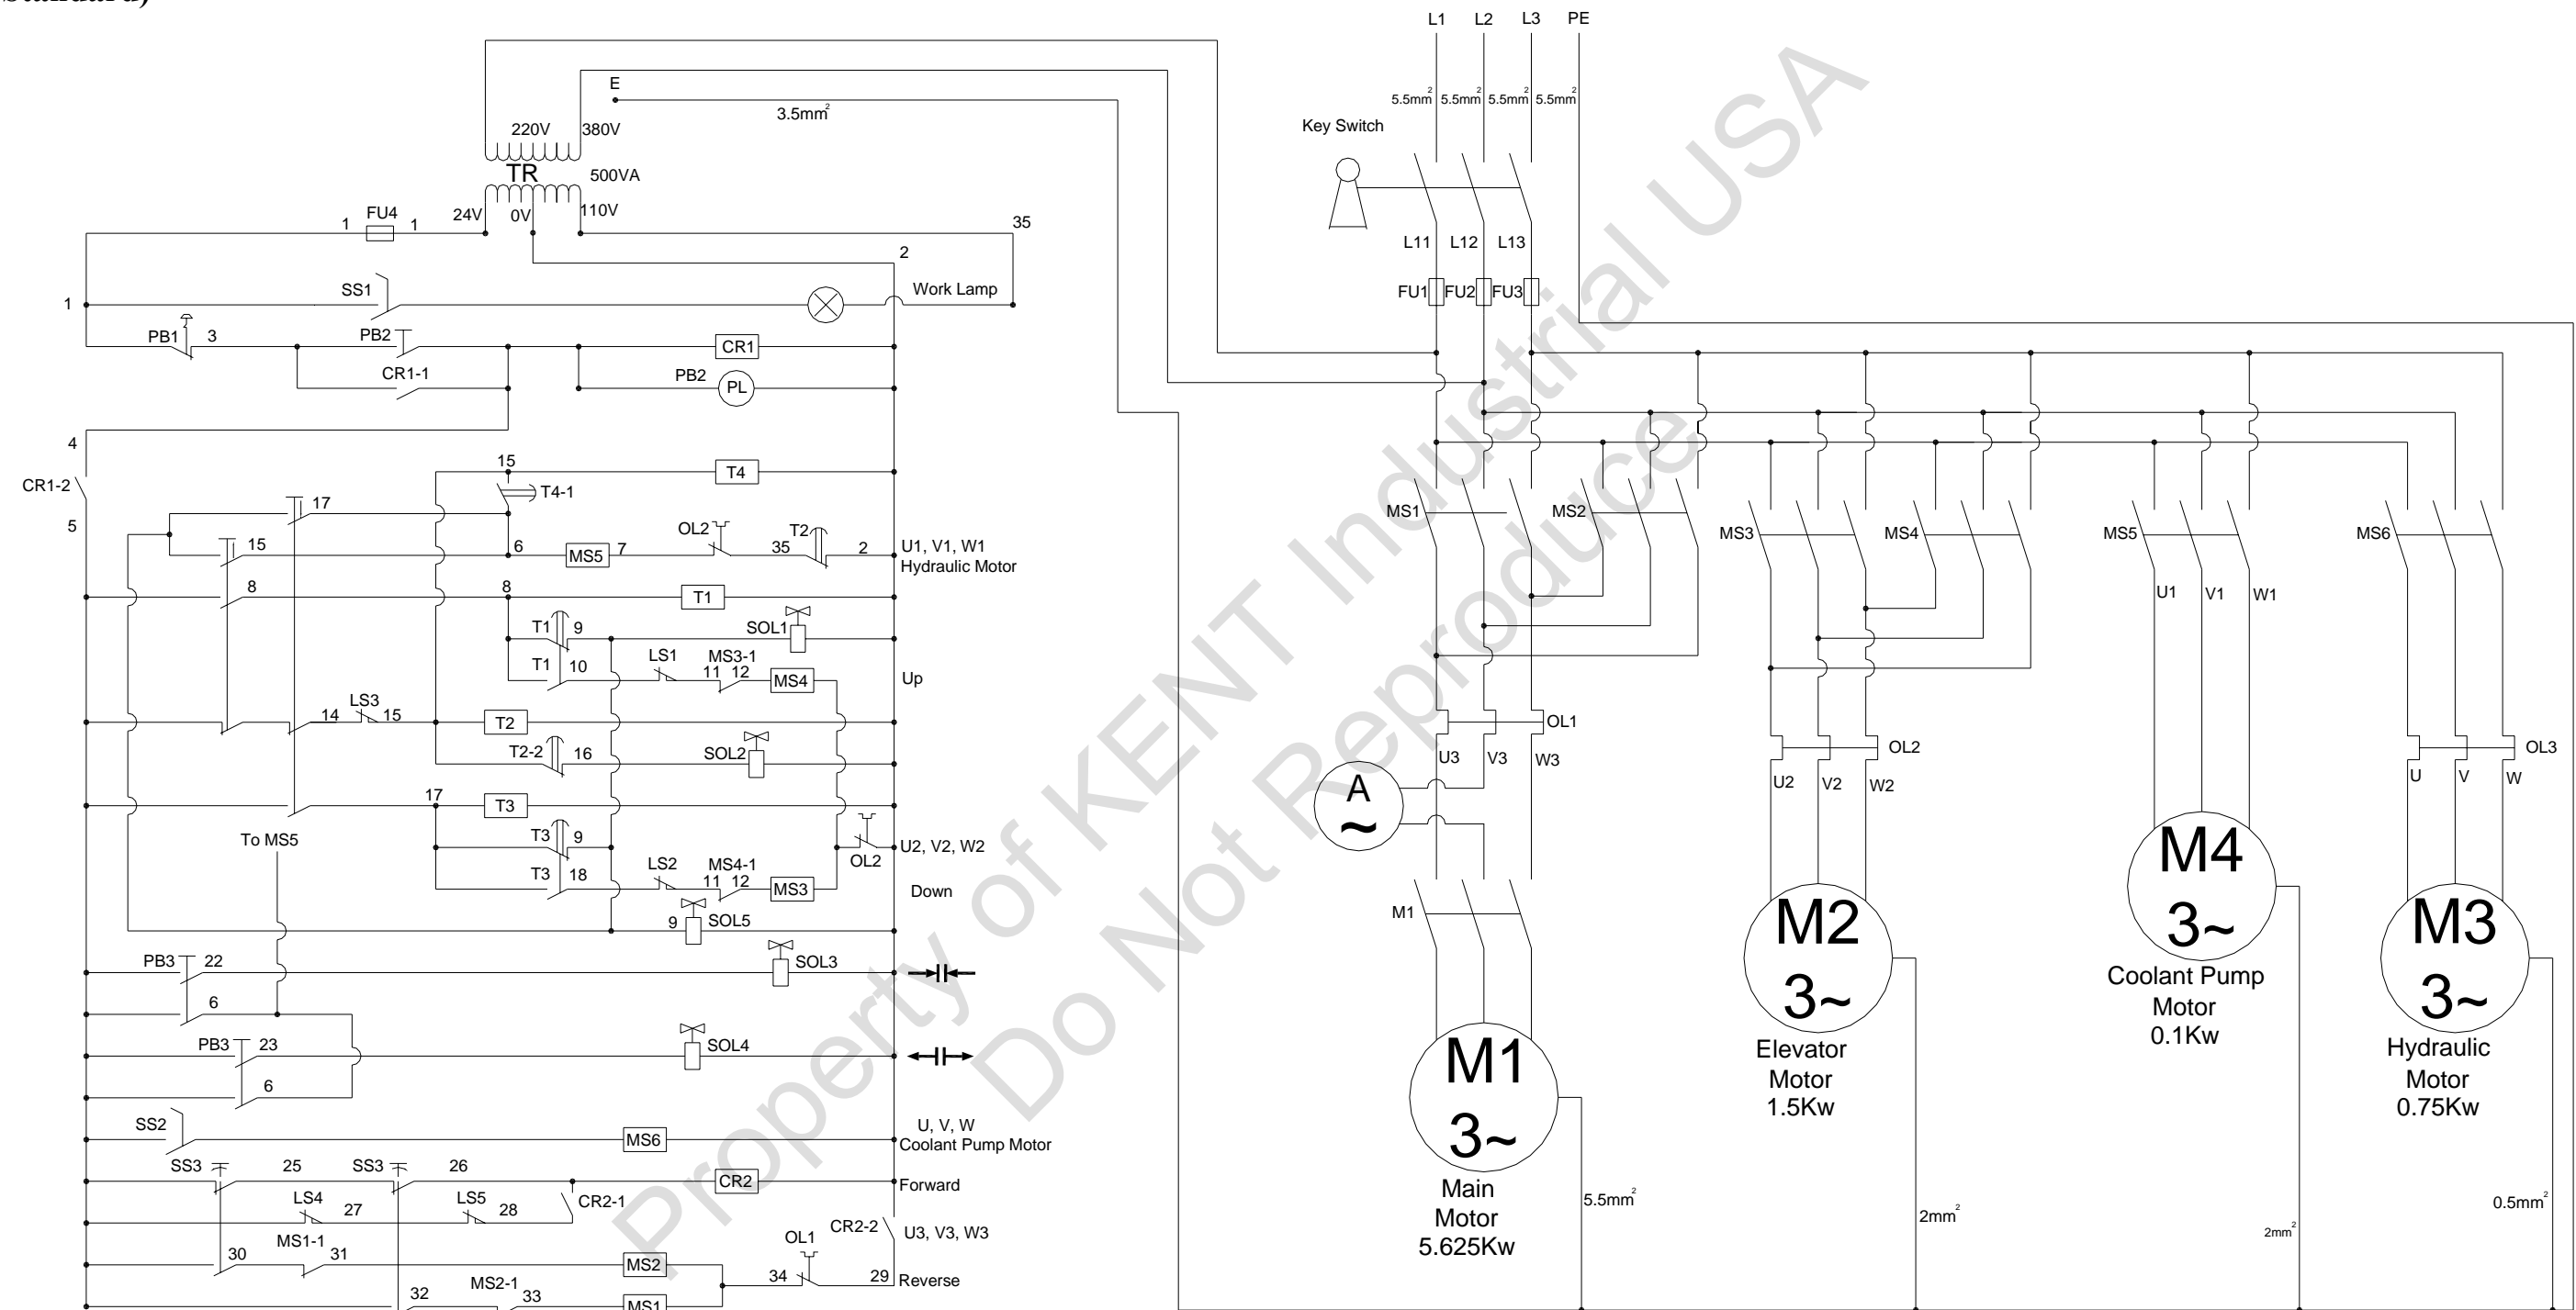 L1 L2 L3 PE
E
5.5mm2 5.5mm2 5.5mm2 5.5mm2
3.5mm2
Key Switch
220V 380V
TR
500VA
24V 0V 110V
1 FU4 1
35
2
L11 L12 L13
SS1
Work Lamp
1
FU1 FU2 FU3
PB1 3 PB2
CR1
CR1-1
PB2 PL
4
15
T4
CR1-2
T4-1
17
5
MS1 MS2 MS3 MS4 MS5 MS6
OL2 T2
15 6 MS5 7 35 2
U1, V1, W1
Hydraulic Motor
8 8 T1
U1 V1 W1
T1 9 SOL1
T1 10 LS1 MS3-1
11 12 MS4
Up
LS3
14 15 T2
T2-2 16 SOL2
OL1
OL2
OL3
U3 V3 W3
U2 V2 W2
U V W
A
~
17 T3
To MS5
T3 9
OL2
U2, V2, W2
T3 18 LS2 MS4-1
11 12 MS3
Down
9 SOL5
M1
PB3 22 SOL3
6
PB3 23 SOL4
6
M4
3~
Coolant Pump
Motor
0.1Kw
M2
3~
Elevator
Motor
1.5Kw
M3
3~
Hydraulic
Motor
0.75Kw
M1
3~
Main
Motor
5.625Kw
SS2
MS6
U, V, W
Coolant Pump Motor
SS3 25 SS3 26
CR2
Forward
LS4 27 LS5 28 CR2-1
CR2-2
U3, V3, W3
5.5mm2
2mm2
2mm2
0.5mm2
30 MS1-1 31
MS2
OL1
34 29
Reverse
32 MS2-1 33
MS1
Property of KENT Industrial USA
Do Not Reproduce